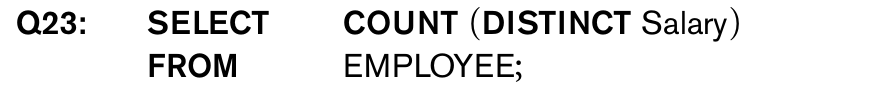 Q23: SELECT COUNT (DISTINCT Salary)
FROM EMPLOYEE;